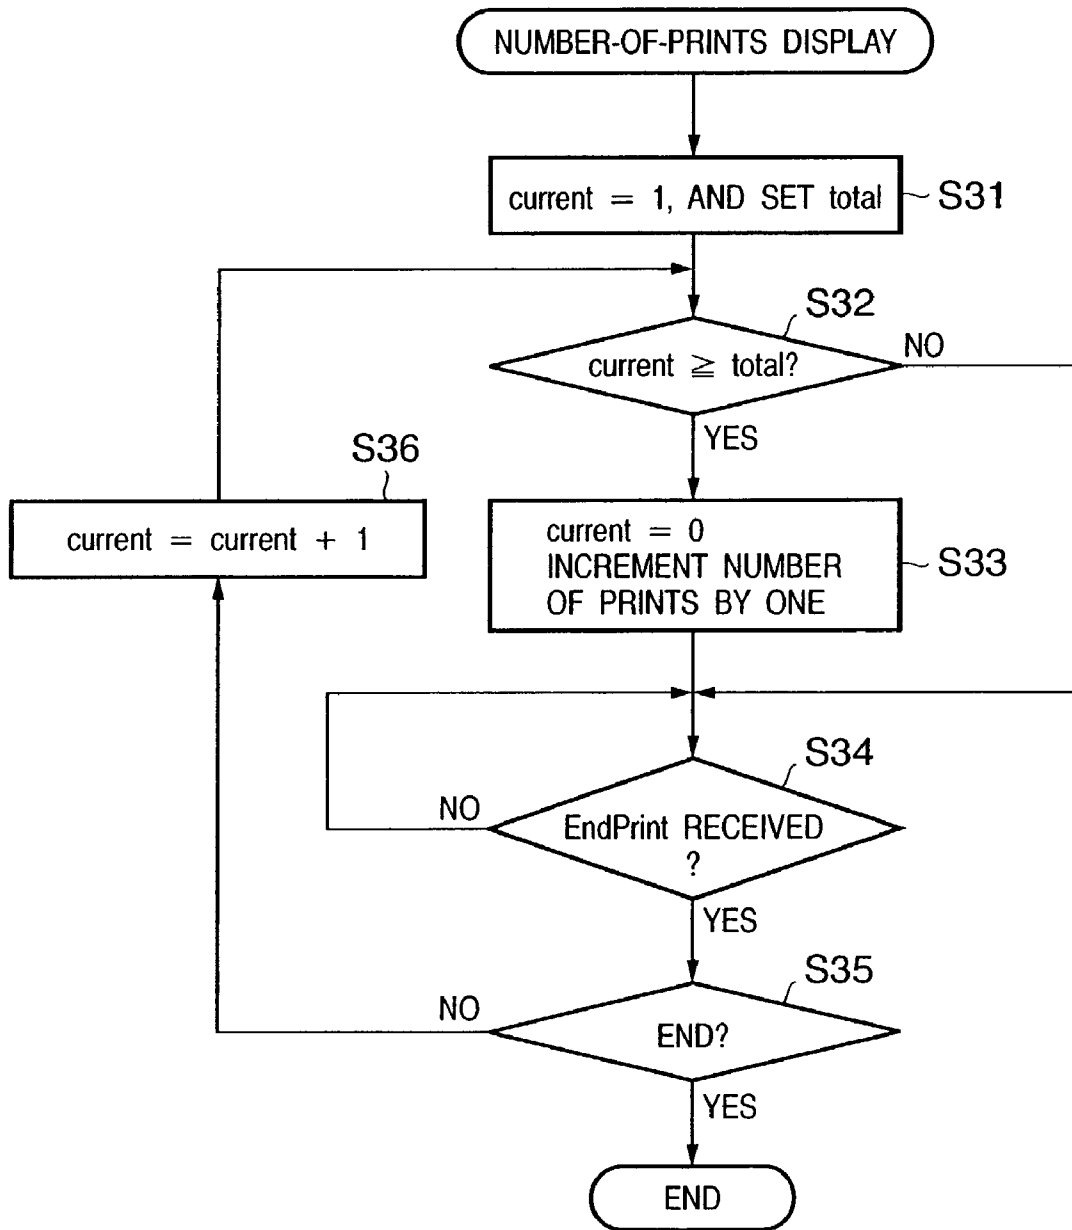 NUMBER-OF-PRINTS DISPLAY
current = 1, AND SET total
S31
S32
current ≧ total?
NO
YES
S36
current = current + 1
current = 0
INCREMENT NUMBER
OF PRINTS BY ONE
S33
S34
NO
EndPrint RECEIVED
?
YES
S35
NO
END?
YES
END